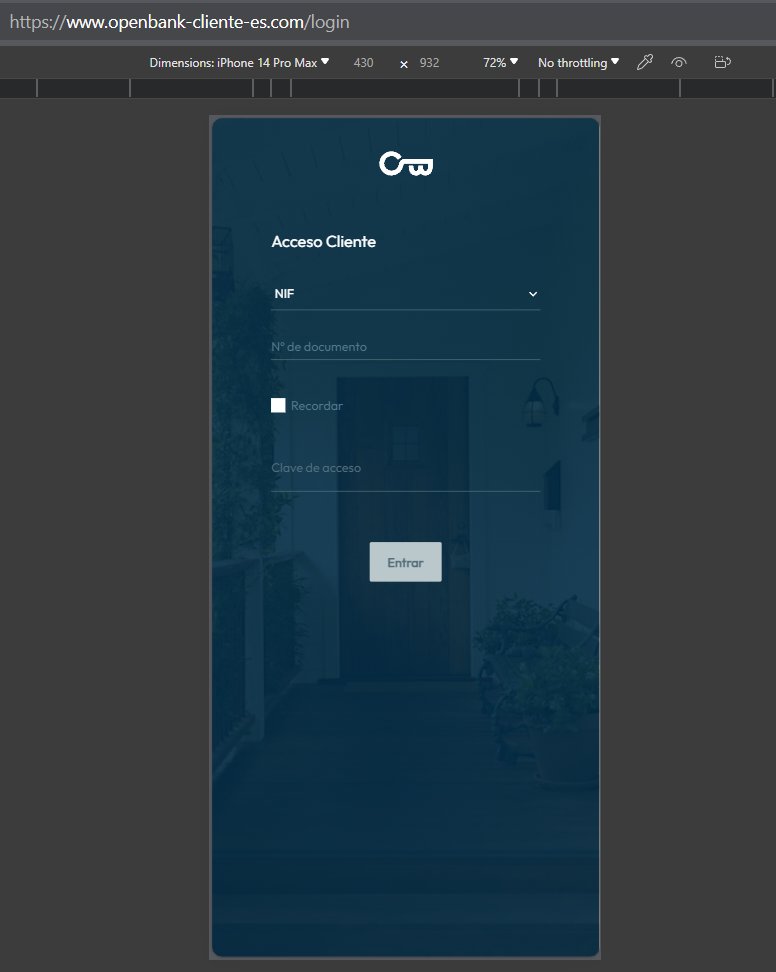 https://www.openbank-cliente-es.com/login
Dimensions: iPhone 14 Pro Max 430 × 932 72% No throttling
Acceso Cliente
NIF
Nº de documento
Recordar
Clave de acceso
Entrar